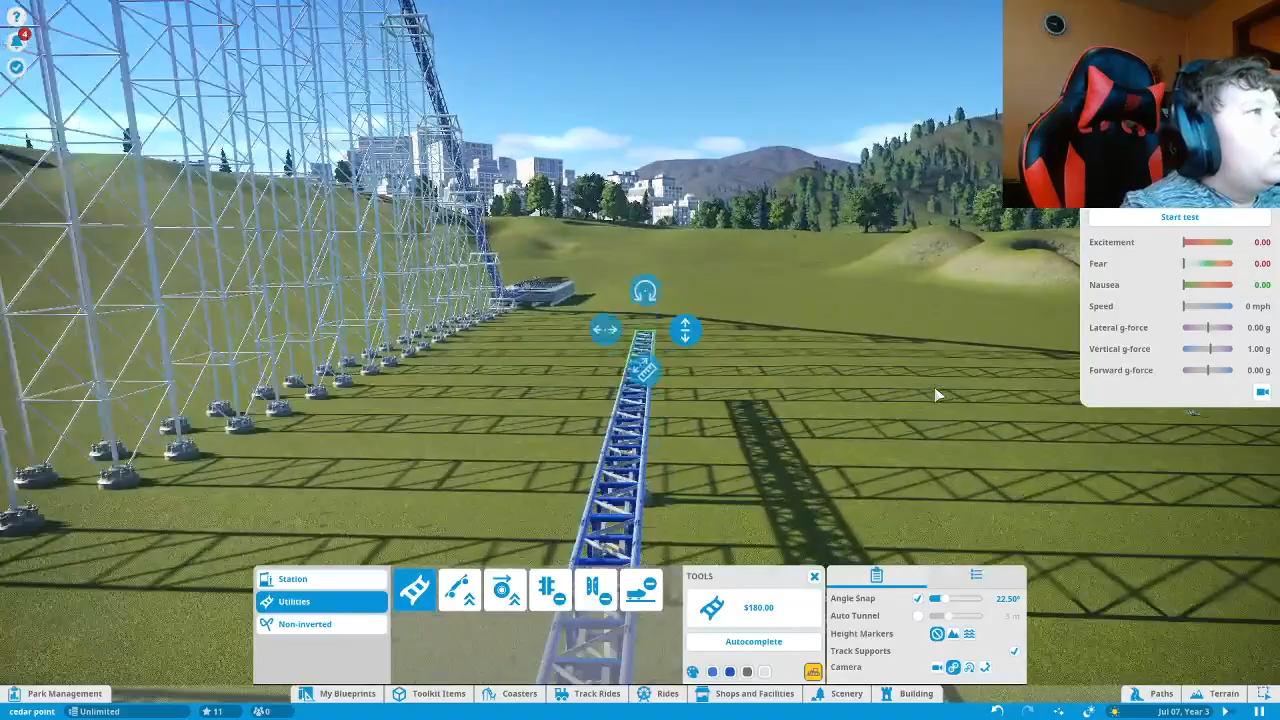 ?
4
Start test
Excitement 0.00
Fear 0.00
Nausea 0.00
Speed 0 mph
Lateral g-force 0.00 g
Vertical g-force 1.00 g
Forward g-force 0.00 g
Station
Utilities
Non-inverted
TOOLS
$180.00
Autocomplete
Angle Snap 22.50°
Auto Tunnel 3 m
Height Markers
Track Supports
Camera
Park Management
My Blueprints
Toolkit Items
Coasters
Track Rides
Rides
Shops and Facilities
Scenery
Building
Paths
Terrain
cedar point
Unlimited
11
0
Jul 07, Year 3